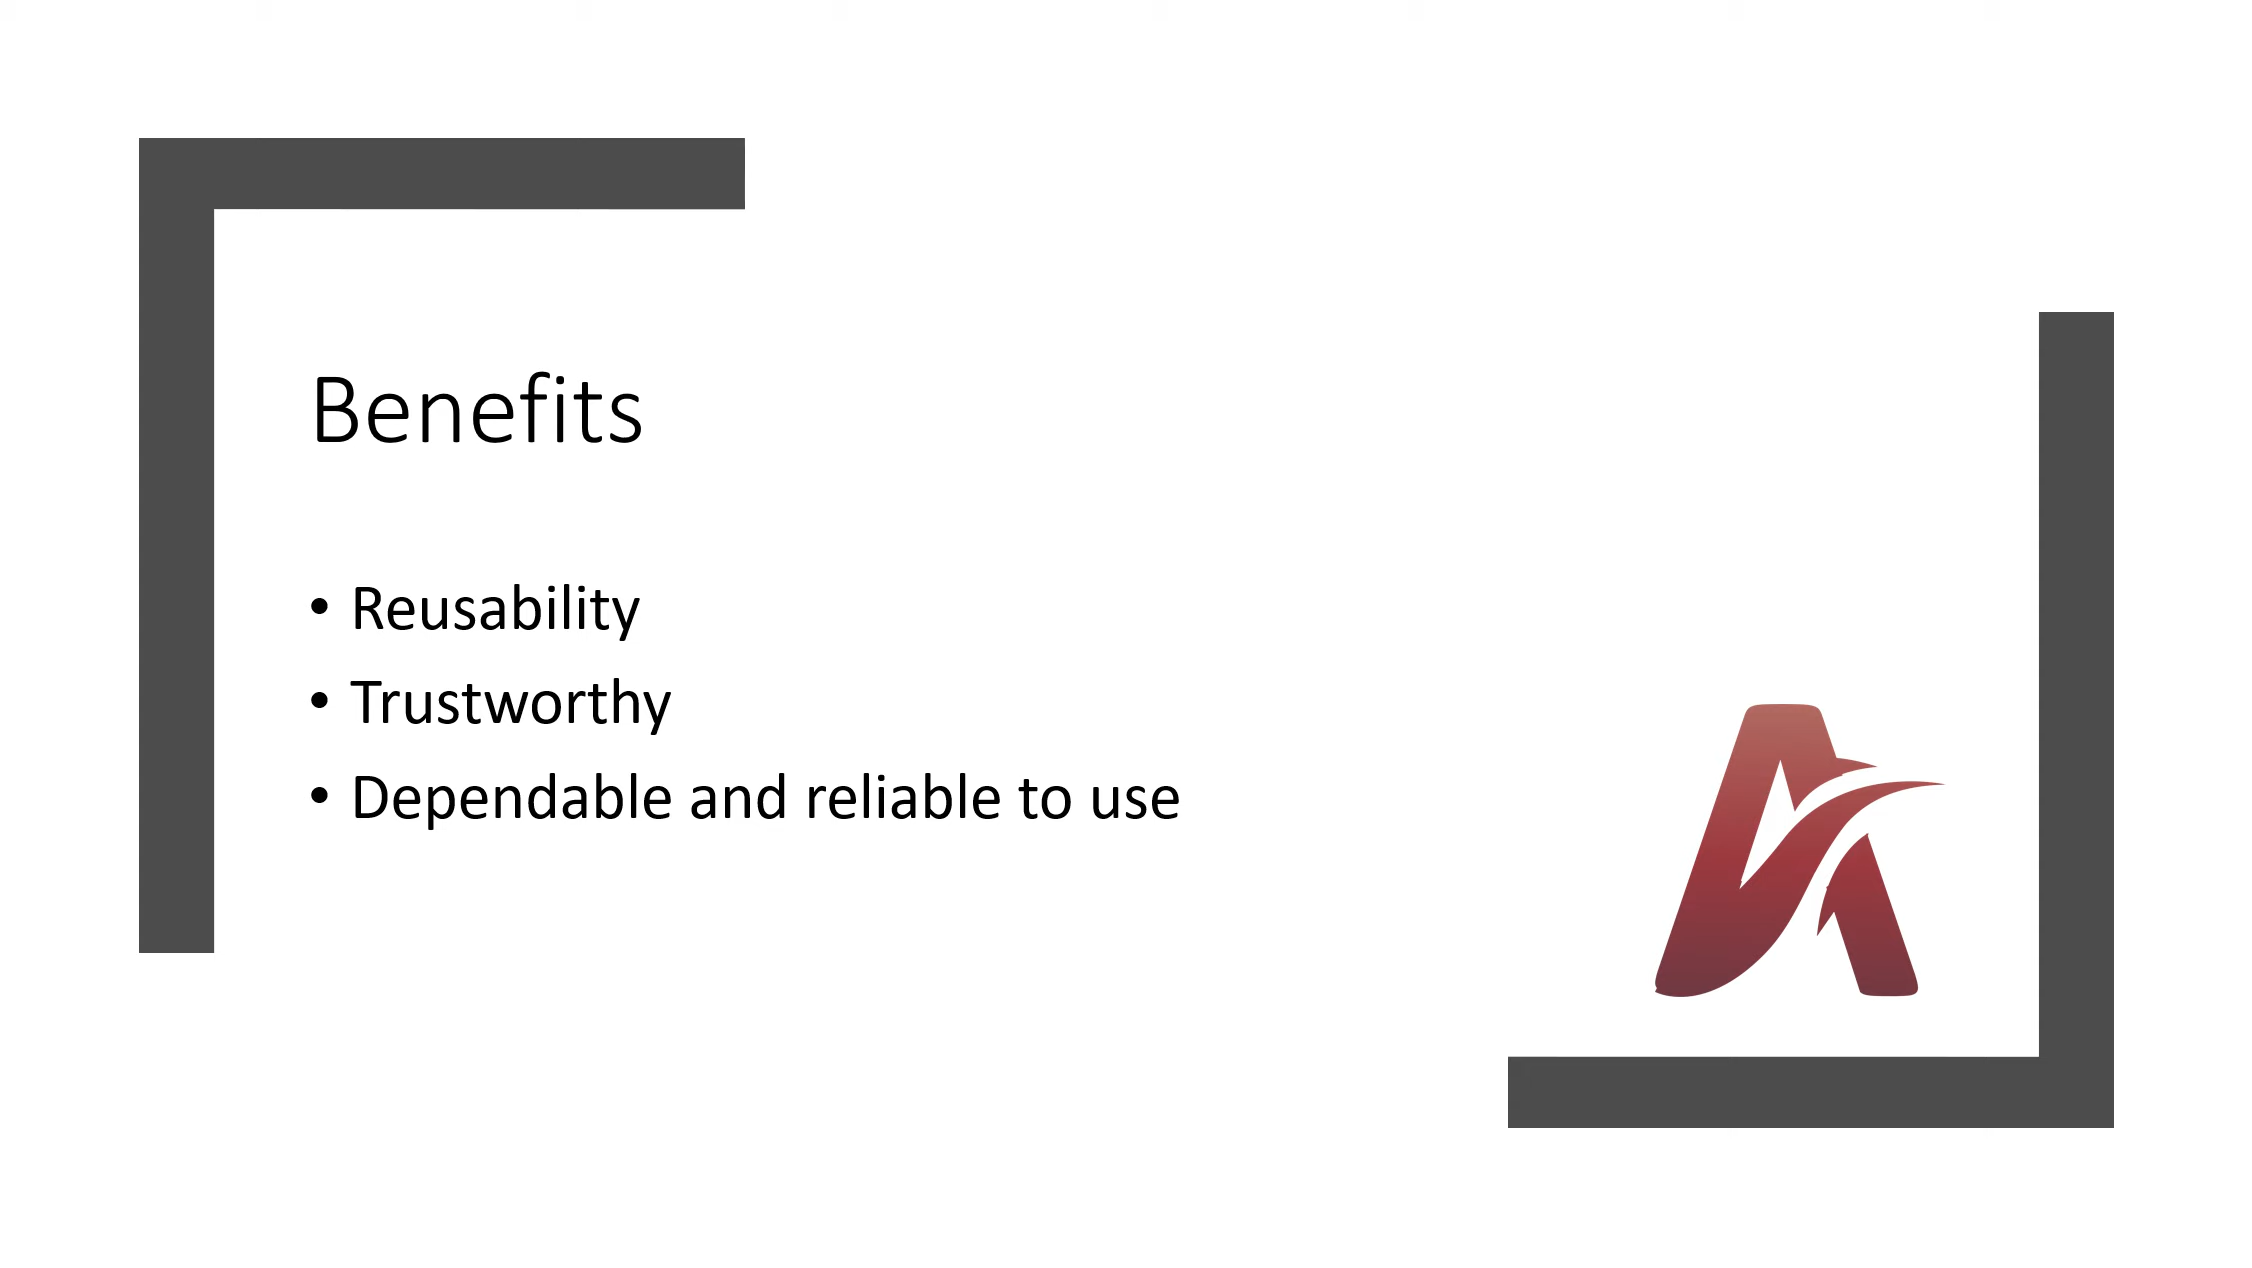 Benefits
• Reusability
• Trustworthy
• Dependable and reliable to use